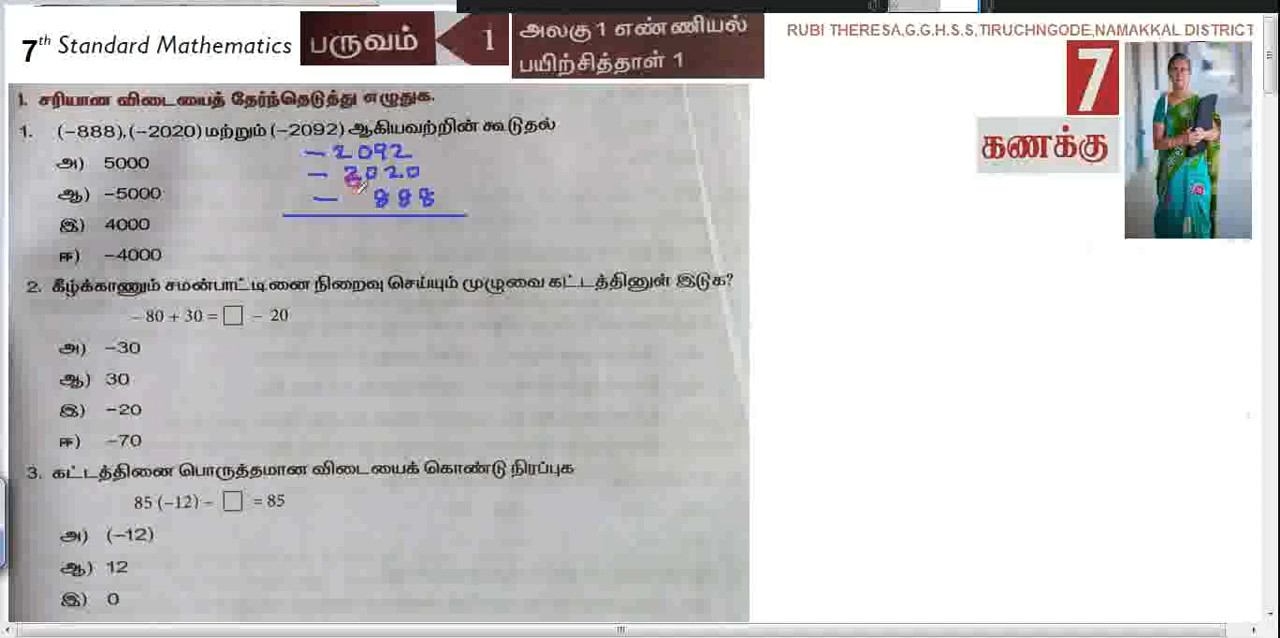 7th Standard Mathematics
பருவம் 1
அலகு 1 எண்ணியல்
பயிற்சித்தாள் 1
RUBI THERESA,G.G.H.S.S,TIRUCHNGODE,NAMAKKAL DISTRICT
7
கணக்கு
I. சரியான விடையைத் தேர்ந்தெடுத்து எழுதுக.
1. (–888), (–2020) மற்றும் (–2092) ஆகியவற்றின் கூடுதல்
அ) 5000
ஆ) –5000
இ) 4000
ஈ) –4000
– 2092
– 2020
– 888
2. கீழ்க்காணும் சமன்பாட்டினை நிறைவு செய்யும் முழுவை கட்டத்தினுள் இடுக?
– 80 + 30 = □ – 20
அ) –30
ஆ) 30
இ) –20
ஈ) –70
3. கட்டத்தினை பொருத்தமான விடையைக் கொண்டு நிரப்புக
85 (–12) – □ = 85
அ) (–12)
ஆ) 12
இ) 0